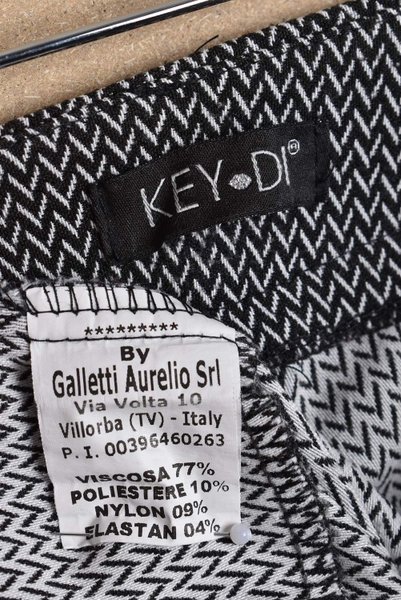 KEY DI®
*********
By
Galletti Aurelio Srl
Via Volta 10
Villorba (TV) - Italy
P. I. 00396460263
VISCOSA 77%
POLIESTERE 10%
NYLON 09%
ELASTAN 04%